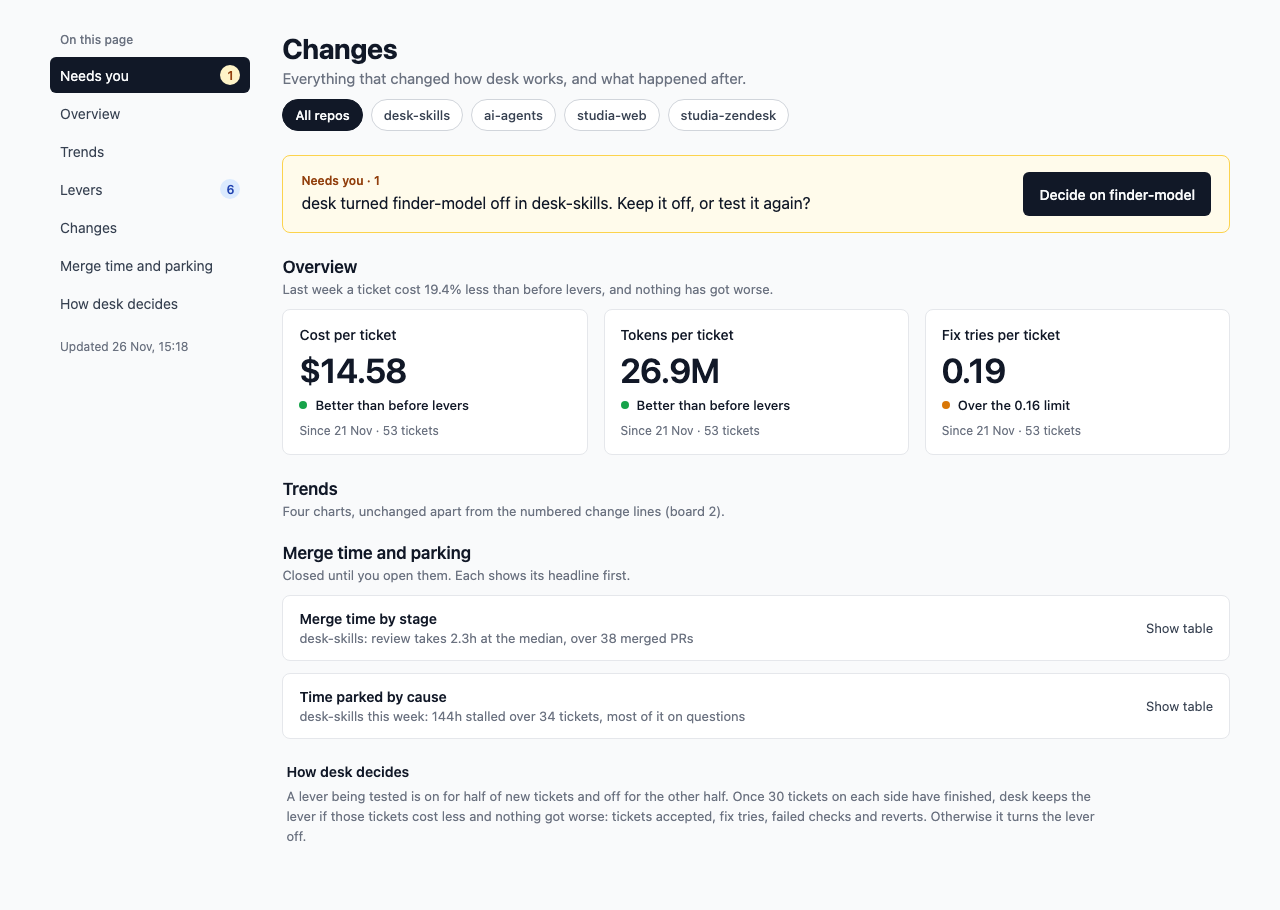 On this page
Needs you
1
Overview
Trends
Levers
6
Changes
Merge time and parking
How desk decides
Updated 26 Nov, 15:18
Changes
Everything that changed how desk works, and what happened after.
All repos
desk-skills
ai-agents
studia-web
studia-zendesk
Needs you · 1
desk turned finder-model off in desk-skills. Keep it off, or test it again?
Decide on finder-model
Overview
Last week a ticket cost 19.4% less than before levers, and nothing has got worse.
Cost per ticket
$14.58
Better than before levers
Since 21 Nov · 53 tickets
Tokens per ticket
26.9M
Better than before levers
Since 21 Nov · 53 tickets
Fix tries per ticket
0.19
Over the 0.16 limit
Since 21 Nov · 53 tickets
Trends
Four charts, unchanged apart from the numbered change lines (board 2).
Merge time and parking
Closed until you open them. Each shows its headline first.
Merge time by stage
desk-skills: review takes 2.3h at the median, over 38 merged PRs
Show table
Time parked by cause
desk-skills this week: 144h stalled over 34 tickets, most of it on questions
Show table
How desk decides
A lever being tested is on for half of new tickets and off for the other half. Once 30 tickets on each side have finished, desk keeps the
lever if those tickets cost less and nothing got worse: tickets accepted, fix tries, failed checks and reverts. Otherwise it turns the lever
off.